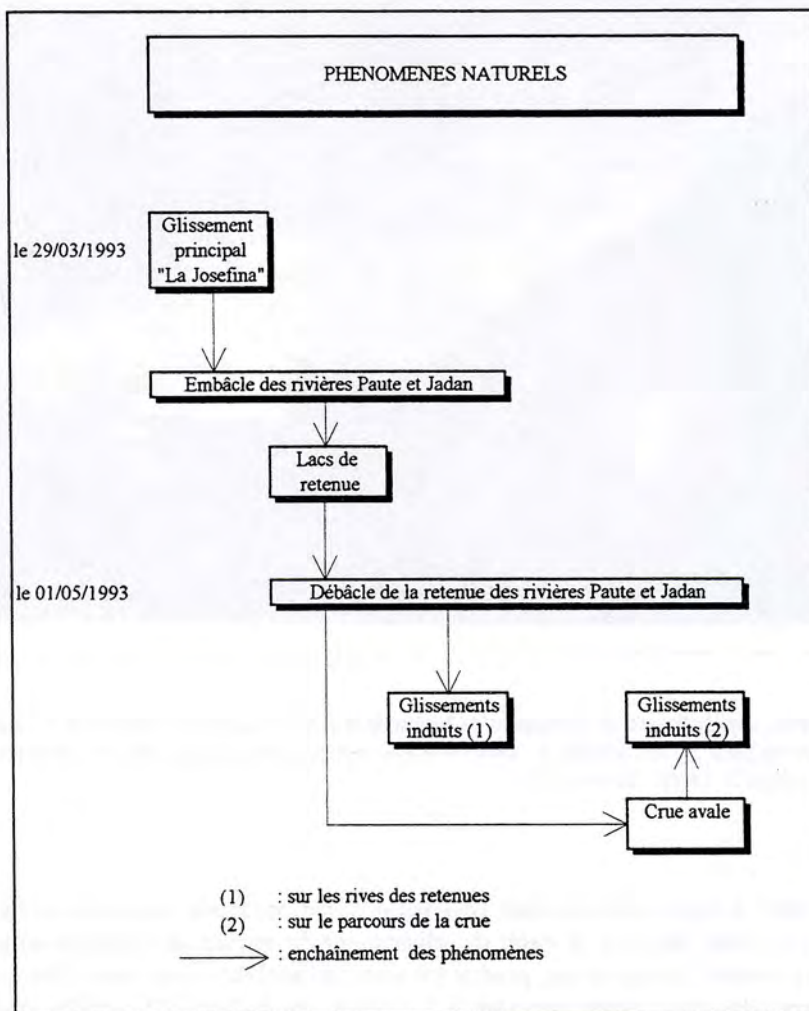 PHENOMENES NATURELS
le 29/03/1993
Glissement
principal
"La Josefina"
Embâcle des rivières Paute et Jadan
Lacs de
retenue
le 01/05/1993
Débâcle de la retenue des rivières Paute et Jadan
Glissements
induits (1)
Glissements
induits (2)
Crue avale
(1) : sur les rives des retenues
(2) : sur le parcours de la crue
: enchaînement des phénomènes